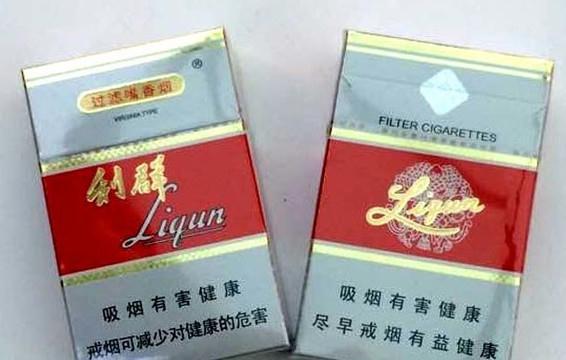 ®
过滤嘴香烟
VIRGINIA TYPE
利群
Liqun
吸烟有害健康
戒烟可减少对健康的危害
FILTER CIGARETTES
Liqun
吸烟有害健康
尽早戒烟有益健康